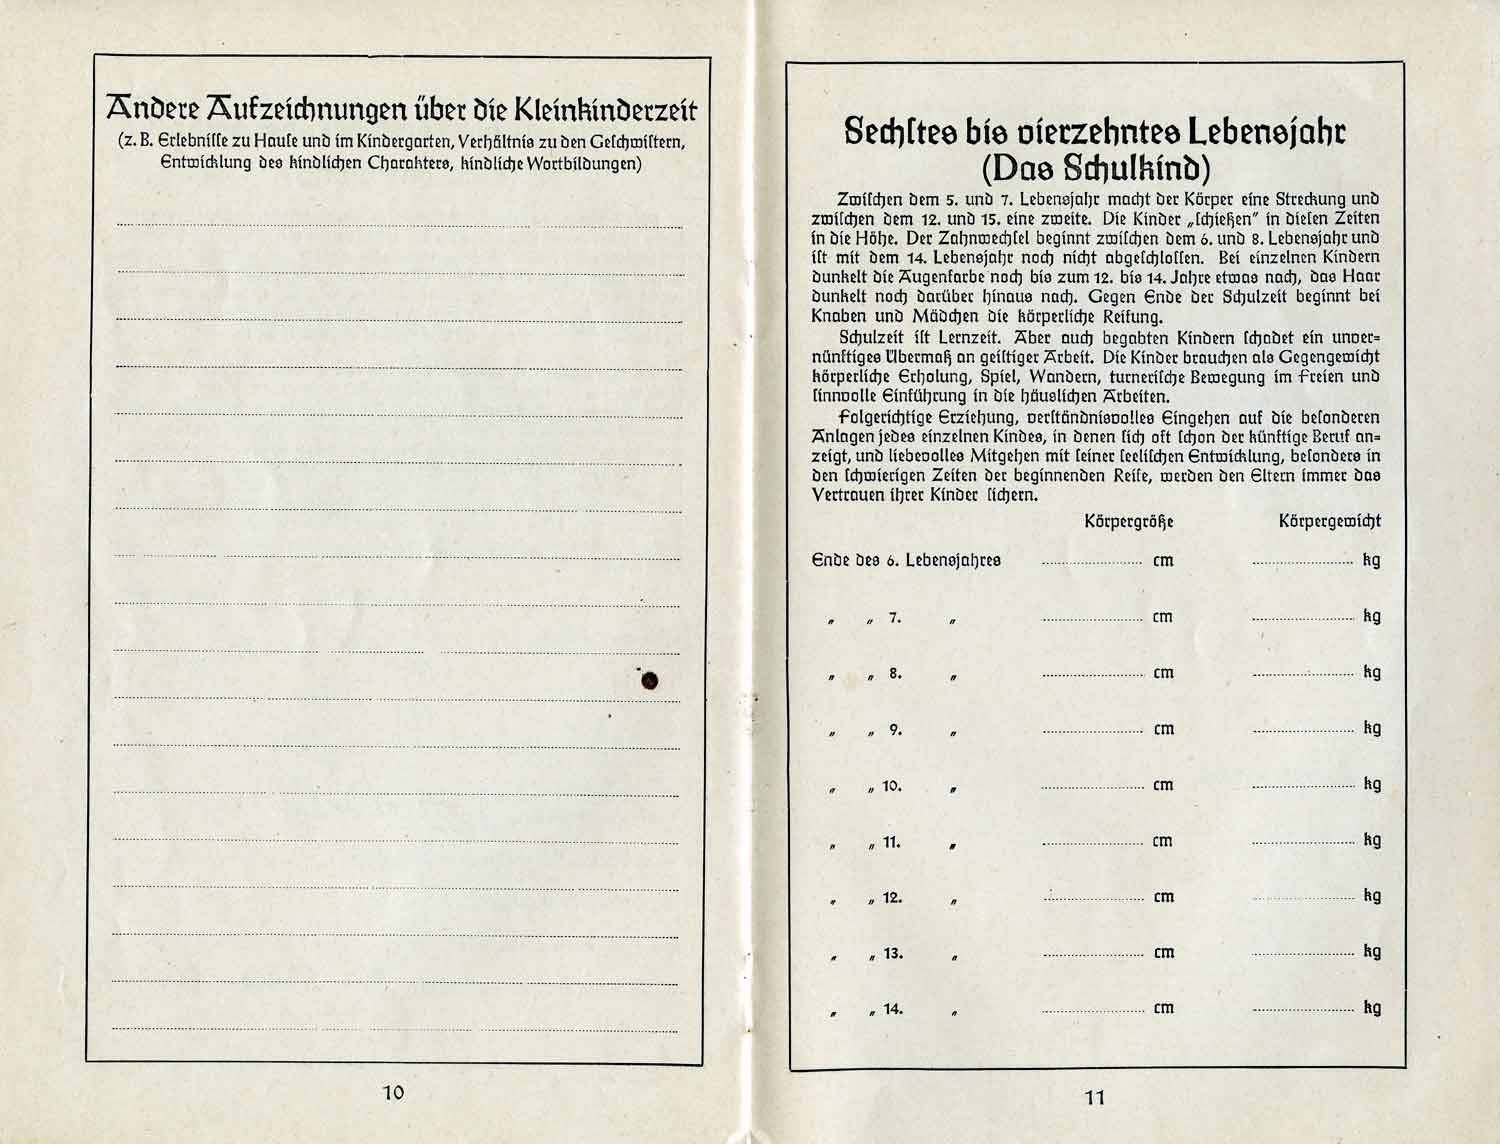 Andere Aufzeichnungen über die Kleinkinderzeit
(z. B. Erlebnisse zu Hause und im Kindergarten, Verhältnis zu den Geschwistern,
Entwicklung des kindlichen Charakters, kindliche Wortbildungen)
10
Sechstes bis vierzehntes Lebensjahr
(Das Schulkind)
Zwischen dem 5. und 7. Lebensjahr macht der Körper eine Streckung und
zwischen dem 12. und 15. eine zweite. Die Kinder „schießen" in diesen Zeiten
in die Höhe. Der Zahnwechsel beginnt zwischen dem 6. und 8. Lebensjahr und
ist mit dem 14. Lebensjahr noch nicht abgeschlossen. Bei einzelnen Kindern
dunkelt die Augenfarbe noch bis zum 12. bis 14. Jahre etwas nach, das Haar
dunkelt noch darüber hinaus nach. Gegen Ende der Schulzeit beginnt bei
Knaben und Mädchen die körperliche Reifung.
Schulzeit ist Lernzeit. Aber auch begabten Kindern schadet ein unver=
nünftiges Übermaß an geistiger Arbeit. Die Kinder brauchen als Gegengewicht
körperliche Erholung, Spiel, Wandern, turnerische Bewegung im Freien und
sinnvolle Einführung in die häuslichen Arbeiten.
Folgerichtige Erziehung, verständnisvolles Eingehen auf die besonderen
Anlagen jedes einzelnen Kindes, in denen sich oft schon der künftige Beruf an=
zeigt, und liebevolles Mitgehen mit seiner seelischen Entwicklung, besonders in
den schwierigen Zeiten der beginnenden Reife, werden den Eltern immer das
Vertrauen ihrer Kinder sichern.
Körpergröße Körpergewicht
Ende des 6. Lebensjahres ........ cm ........ kg
„ „ 7. „ ........ cm ........ kg
„ „ 8. „ ........ cm ........ kg
„ „ 9. „ ........ cm ........ kg
„ „ 10. „ ........ cm ........ kg
„ „ 11. „ ........ cm ........ kg
„ „ 12. „ ........ cm ........ kg
„ „ 13. „ ........ cm ........ kg
„ „ 14. „ ........ cm ........ kg
11